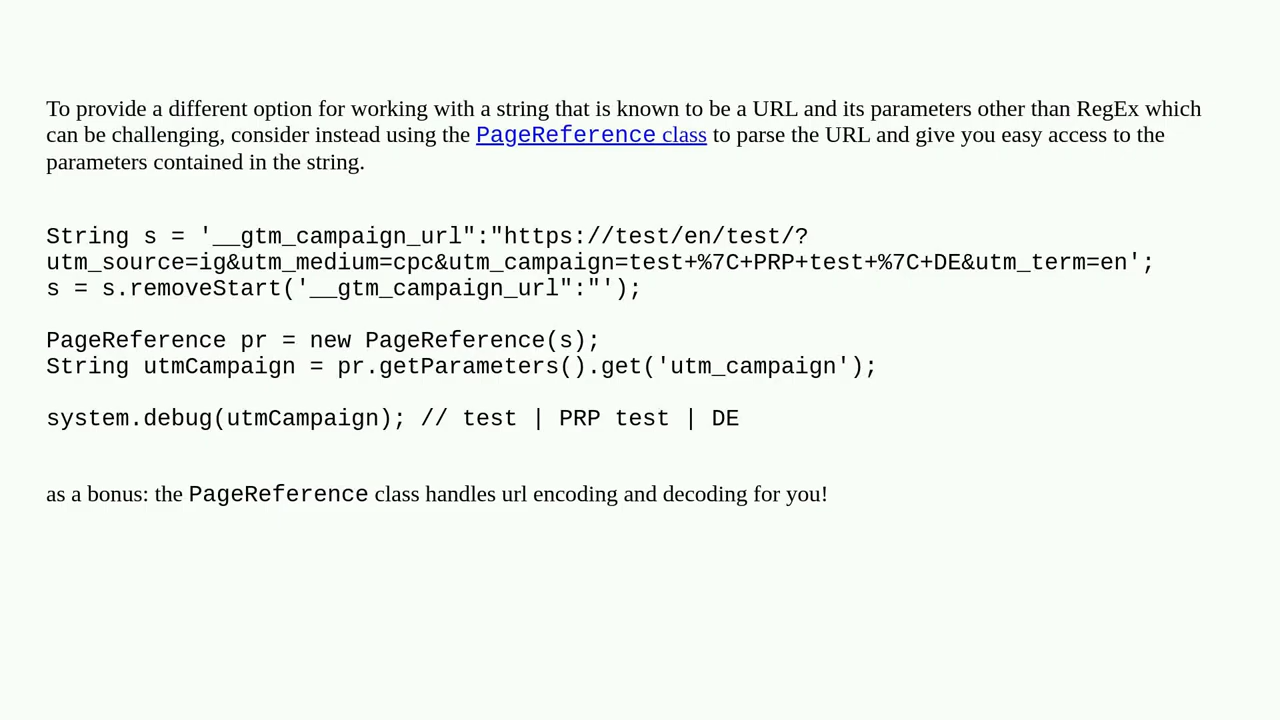 To provide a different option for working with a string that is known to be a URL and its parameters other than RegEx which
can be challenging, consider instead using the PageReference class to parse the URL and give you easy access to the
parameters contained in the string.
String s = '__gtm_campaign_url":"https://test/en/test/?
utm_source=ig&utm_medium=cpc&utm_campaign=test+%7C+PRP+test+%7C+DE&utm_term=en';
s = s.removeStart('__gtm_campaign_url":"');
PageReference pr = new PageReference(s);
String utmCampaign = pr.getParameters().get('utm_campaign');
system.debug(utmCampaign); // test | PRP test | DE
as a bonus: the PageReference class handles url encoding and decoding for you!